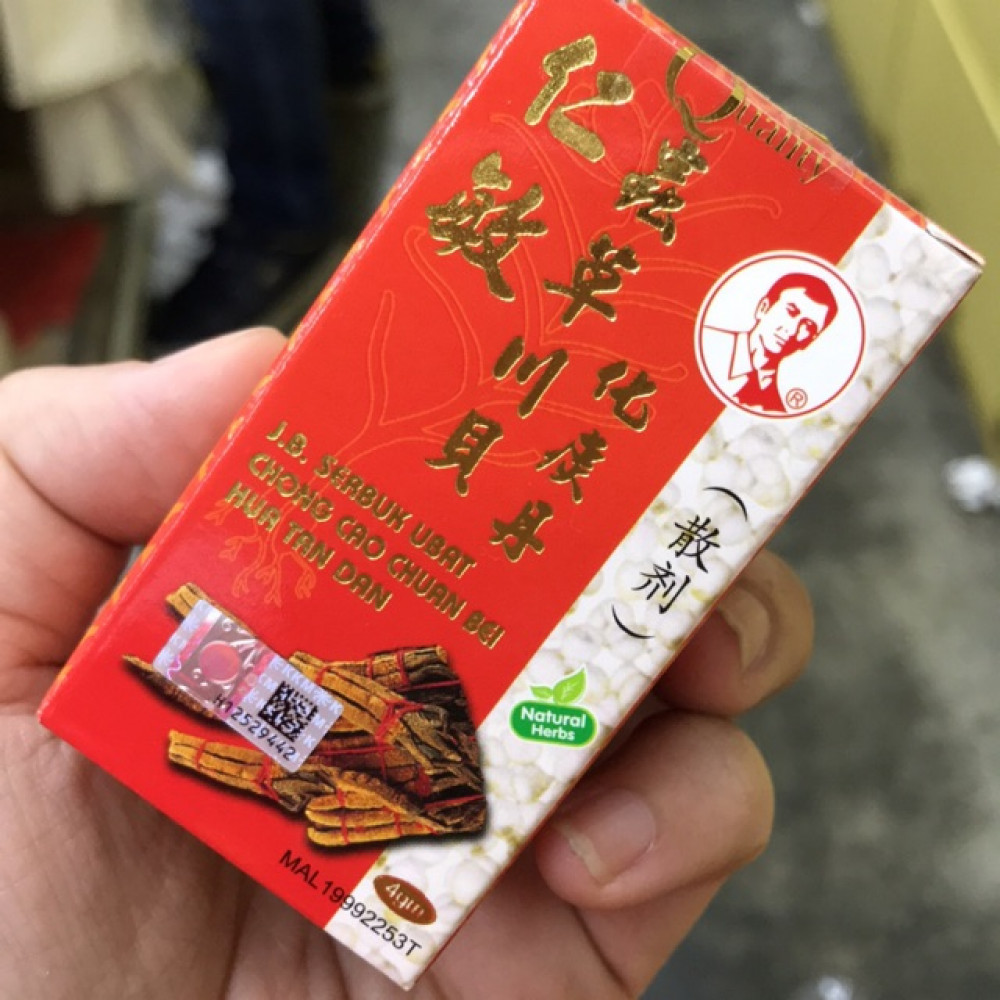 Quality
仁敏
蟲草川貝
化痰丹
J.B. SERBUK UBAT
CHONG CAO CHUAN BEI
HUA TAN DAN
®
(散剂)
Natural
Herbs
H12529442
4gm
MAL19992253T